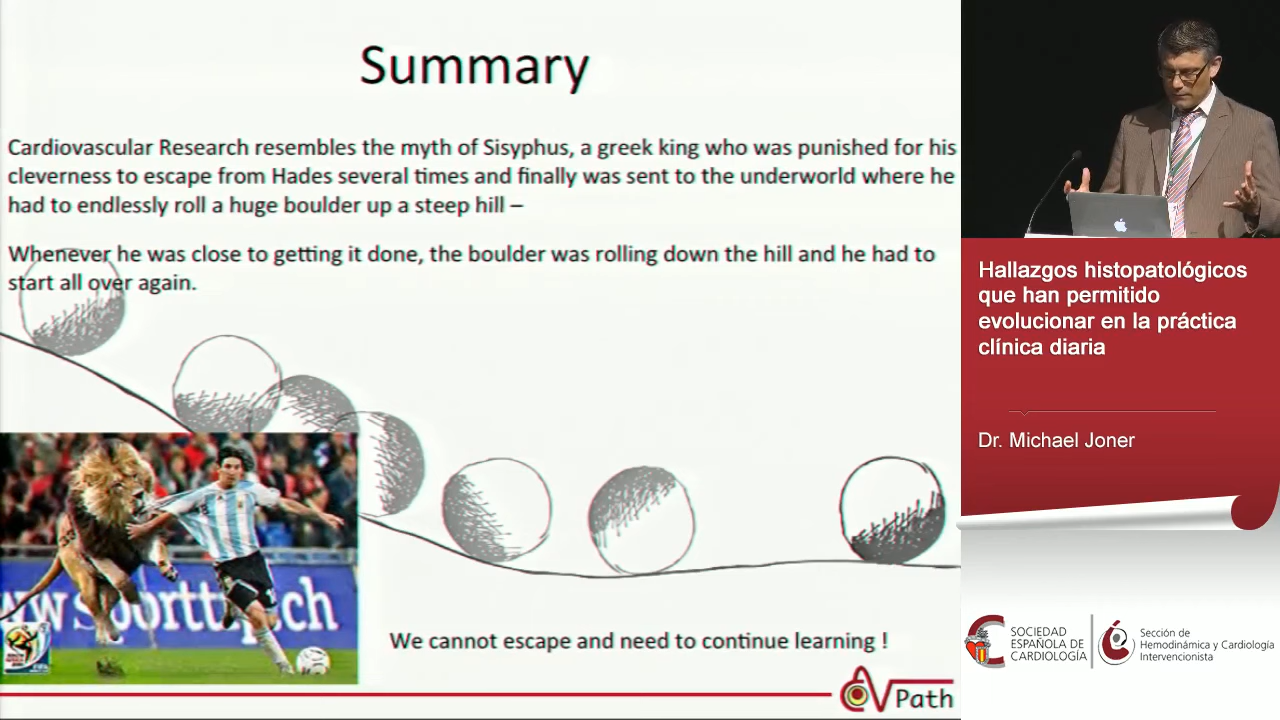 Summary
Cardiovascular Research resembles the myth of Sisyphus, a greek king who was punished for his
cleverness to escape from Hades several times and finally was sent to the underworld where he
had to endlessly roll a huge boulder up a steep hill –
Whenever he was close to getting it done, the boulder was rolling down the hill and he had to
start all over again.
We cannot escape and need to continue learning !
CV Path
Hallazgos histopatológicos
que han permitido
evolucionar en la práctica
clínica diaria
Dr. Michael Joner
SOCIEDAD
ESPAÑOLA DE
CARDIOLOGÍA
Sección de
Hemodinámica y Cardiología
Intervencionista